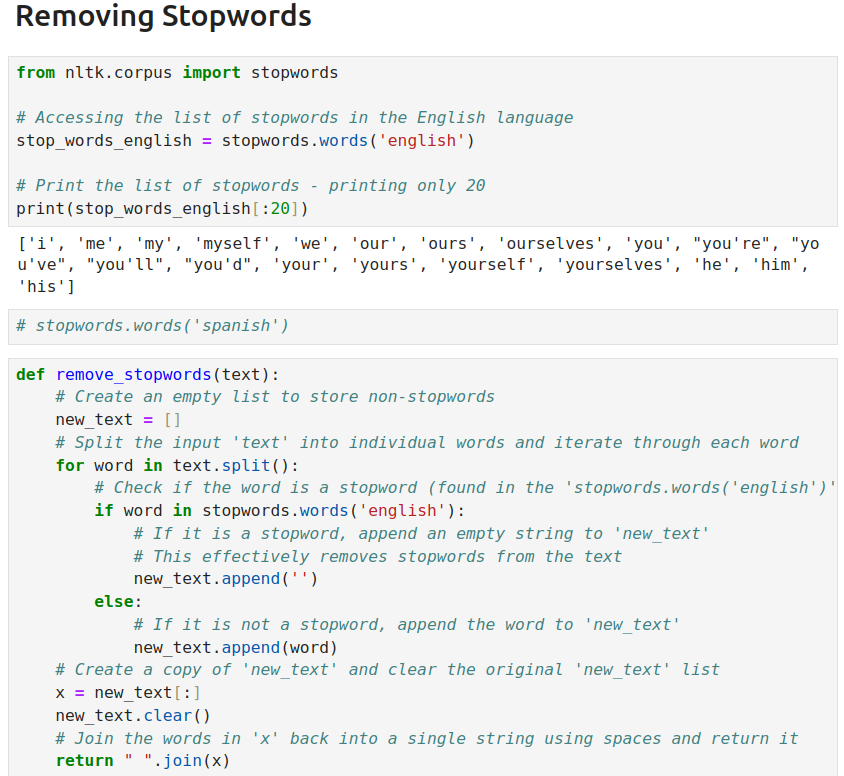 Removing Stopwords
from nltk.corpus import stopwords
# Accessing the list of stopwords in the English language
stop_words_english = stopwords.words('english')
# Print the list of stopwords - printing only 20
print(stop_words_english[:20])
['i', 'me', 'my', 'myself', 'we', 'our', 'ours', 'ourselves', 'you', "you're", "yo
u've", "you'll", "you'd", 'your', 'yours', 'yourself', 'yourselves', 'he', 'him',
'his']
# stopwords.words('spanish')
def remove_stopwords(text):
    # Create an empty list to store non-stopwords
    new_text = []
    # Split the input 'text' into individual words and iterate through each word
    for word in text.split():
        # Check if the word is a stopword (found in the 'stopwords.words('english')'
        if word in stopwords.words('english'):
            # If it is a stopword, append an empty string to 'new_text'
            # This effectively removes stopwords from the text
            new_text.append('')
        else:
            # If it is not a stopword, append the word to 'new_text'
            new_text.append(word)
    # Create a copy of 'new_text' and clear the original 'new_text' list
    x = new_text[:]
    new_text.clear()
    # Join the words in 'x' back into a single string using spaces and return it
    return " ".join(x)